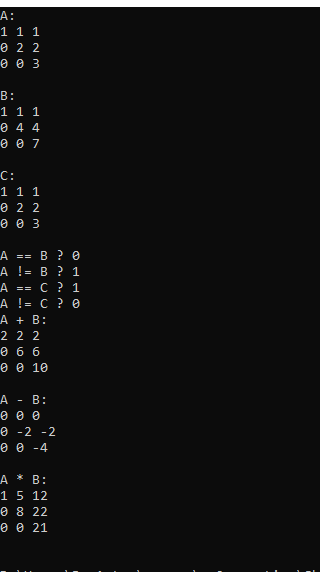 A:
1 1 1
0 2 2
0 0 3

B:
1 1 1
0 4 4
0 0 7

C:
1 1 1
0 2 2
0 0 3

A == B ? 0
A != B ? 1
A == C ? 1
A != C ? 0
A + B:
2 2 2
0 6 6
0 0 10

A - B:
0 0 0
0 -2 -2
0 0 -4

A * B:
1 5 12
0 8 22
0 0 21